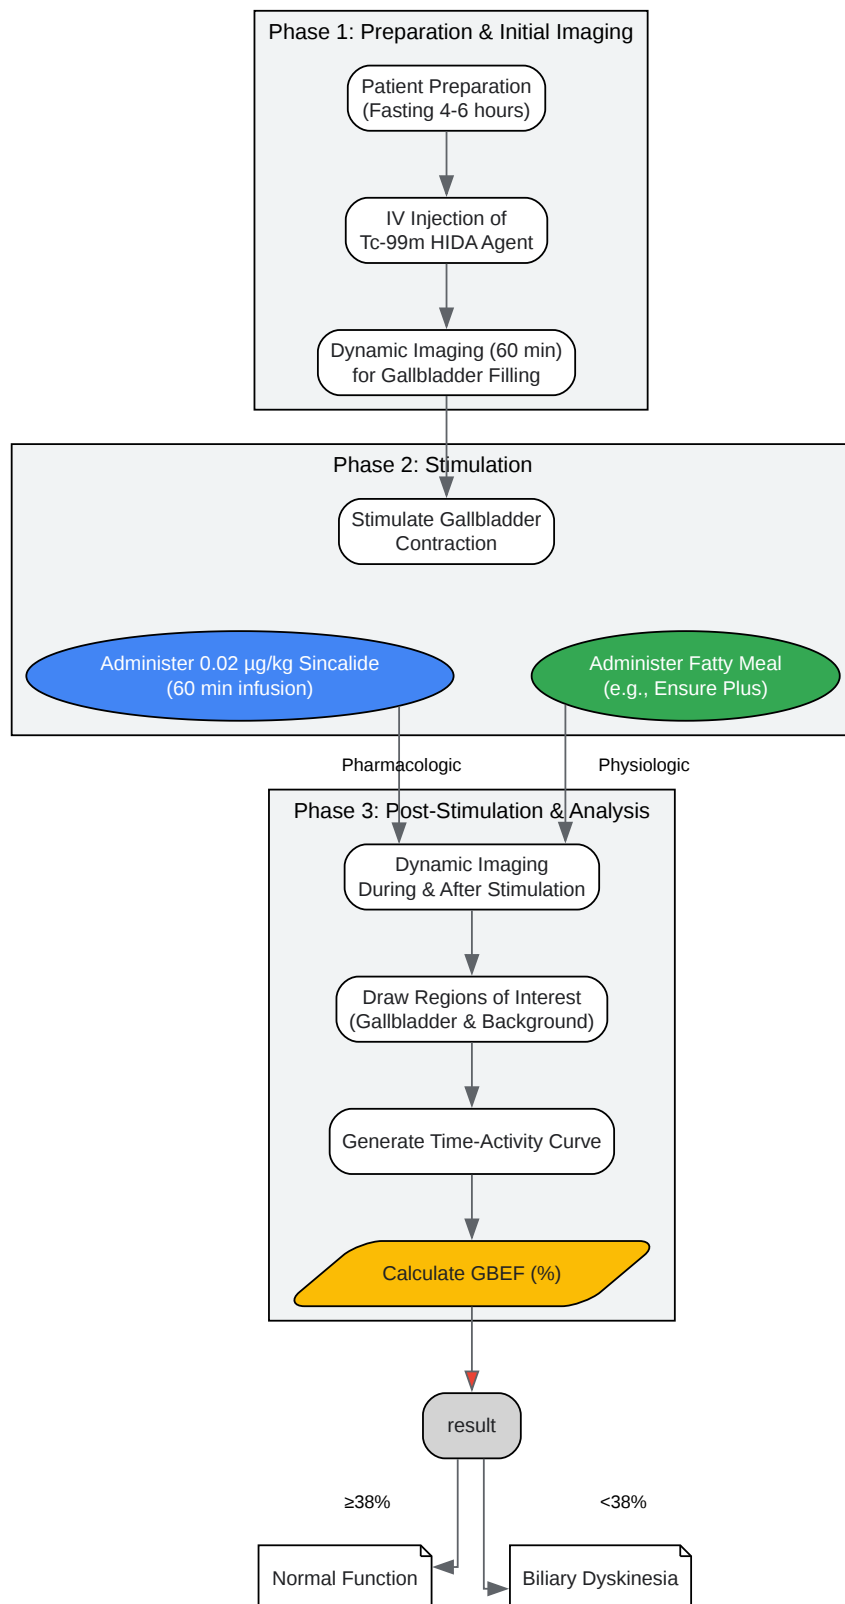 Phase 1: Preparation & Initial Imaging
Patient Preparation
(Fasting 4-6 hours)
IV Injection of
Tc-99m HIDA Agent
Dynamic Imaging (60 min)
for Gallbladder Filling
Phase 2: Stimulation
Stimulate Gallbladder
Contraction
Administer 0.02 µg/kg Sincalide
(60 min infusion)
Administer Fatty Meal
(e.g., Ensure Plus)
Pharmacologic
Physiologic
Phase 3: Post-Stimulation & Analysis
Dynamic Imaging
During & After Stimulation
Draw Regions of Interest
(Gallbladder & Background)
Generate Time-Activity Curve
Calculate GBEF (%)
result
≥38%
<38%
Normal Function
Biliary Dyskinesia